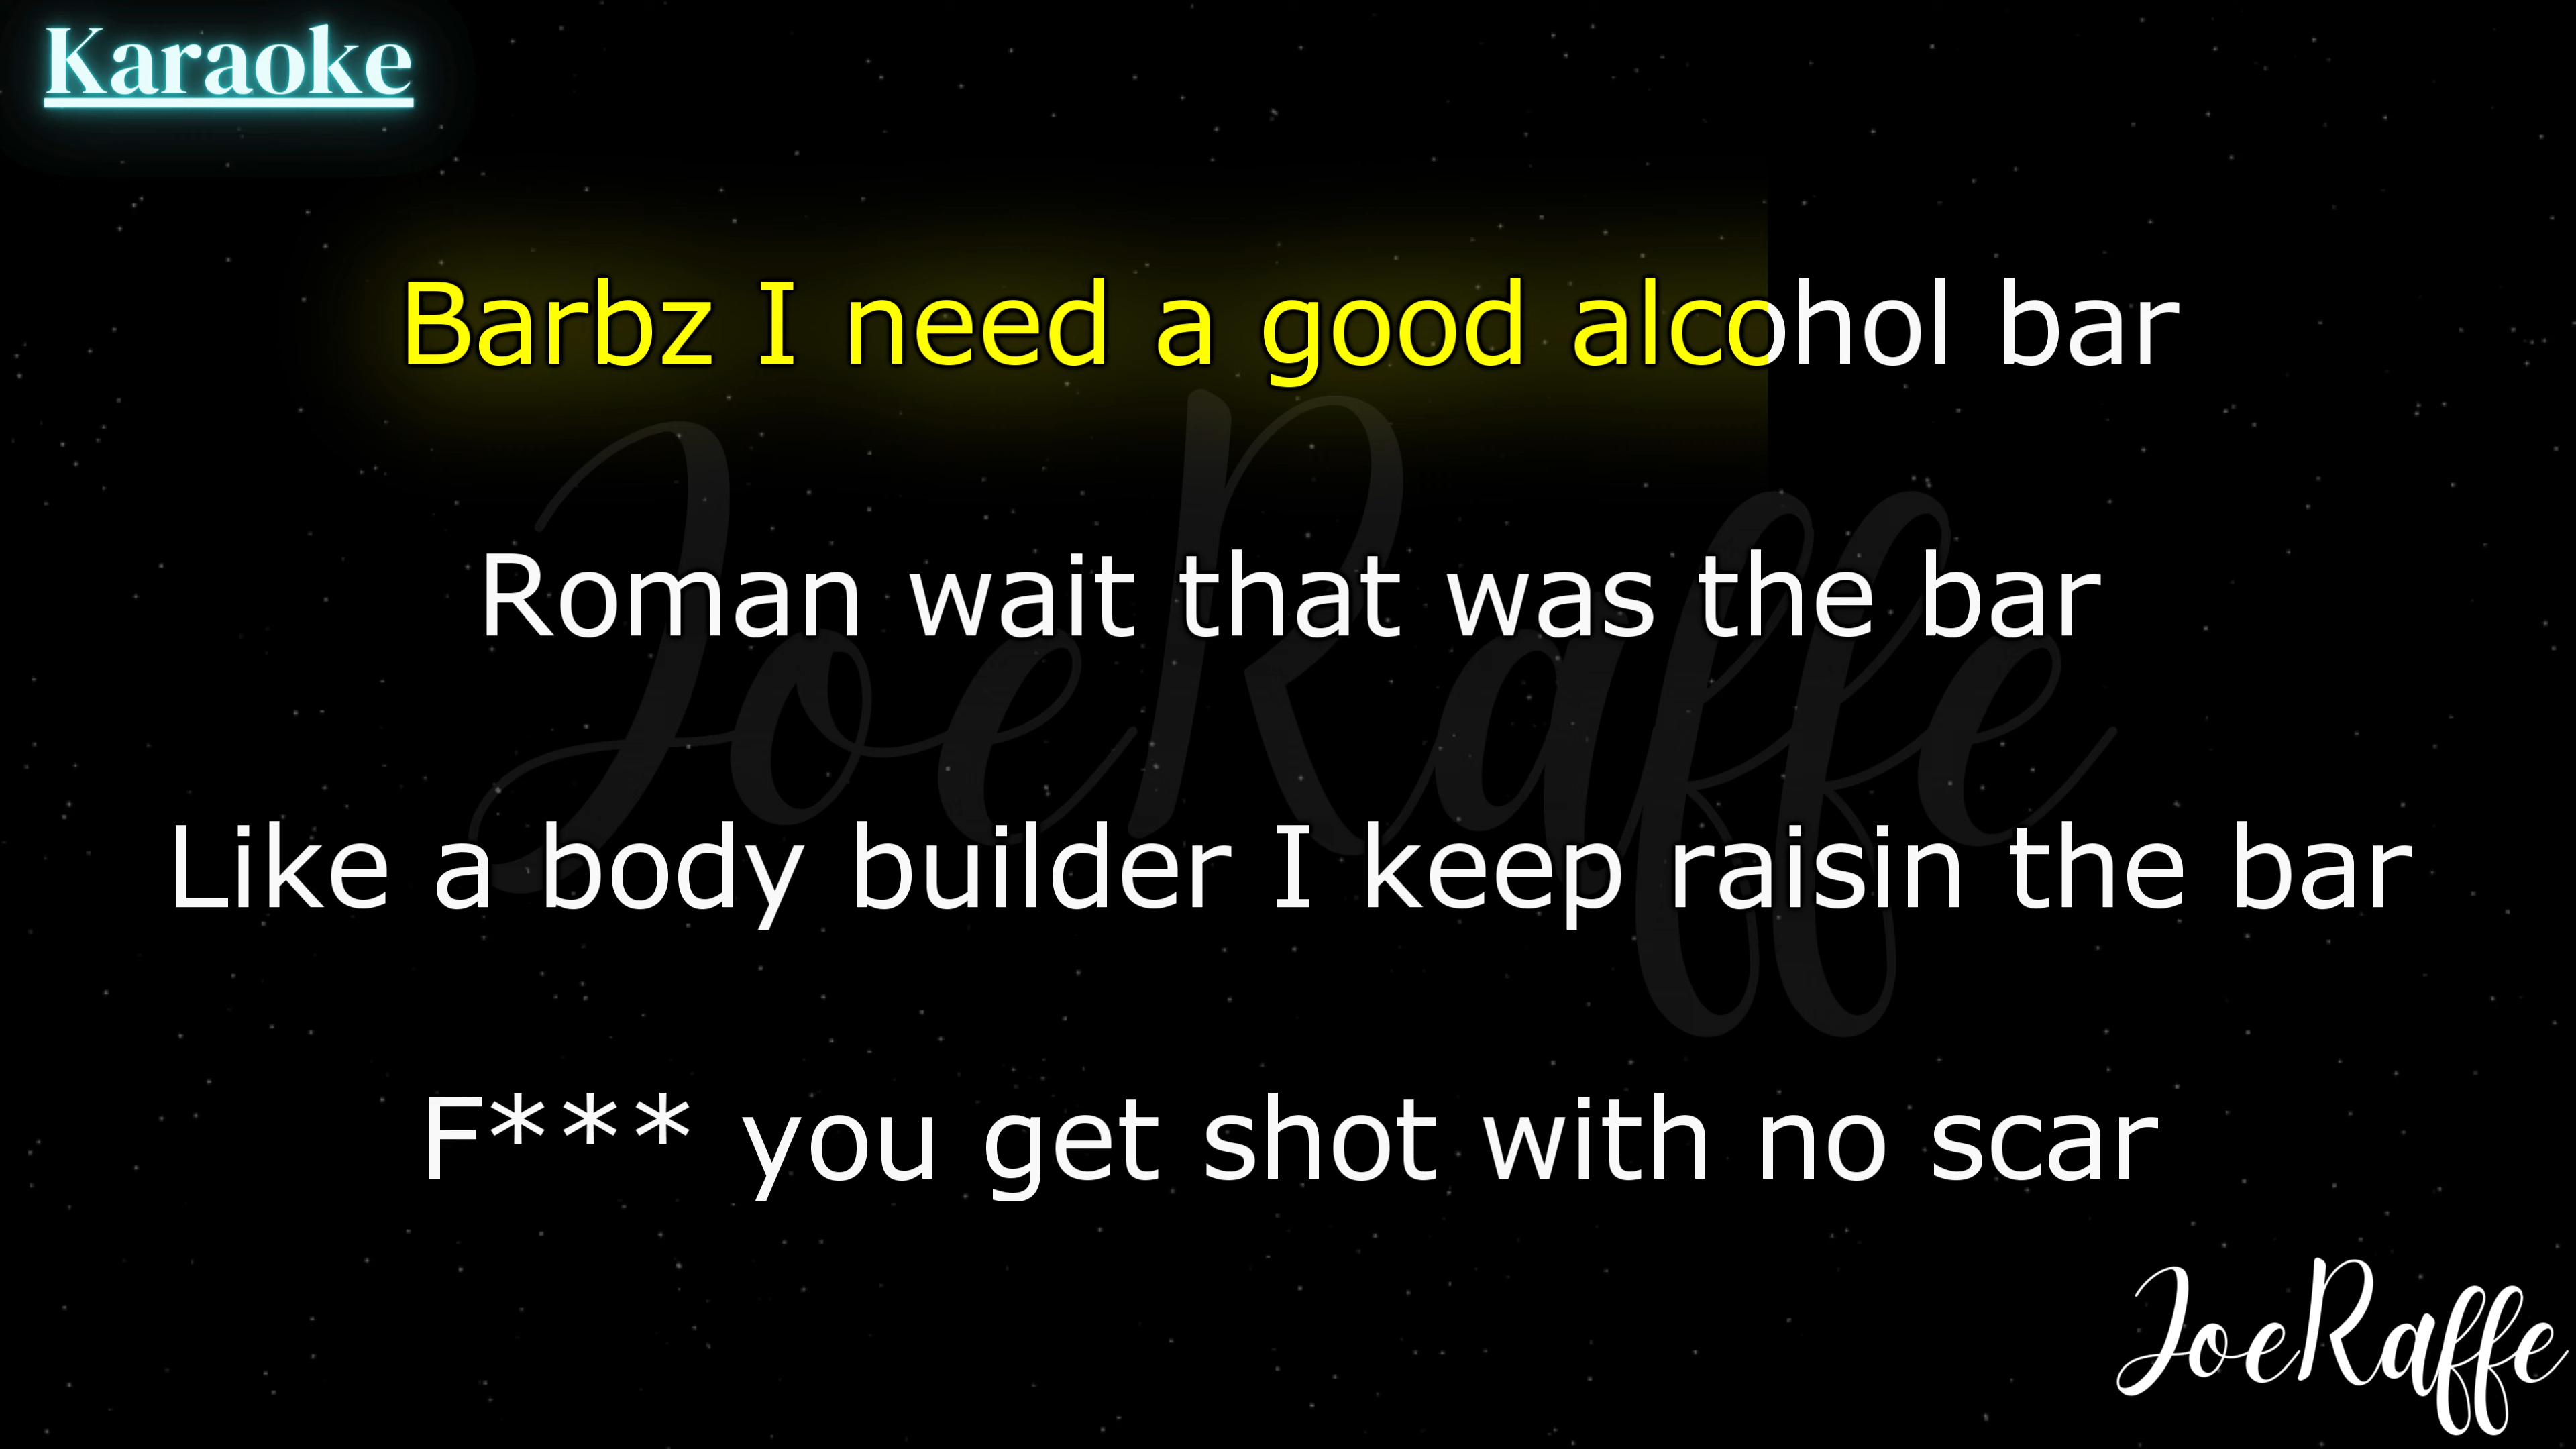 Karaoke
Barbz I need a good alcohol bar
Roman wait that was the bar
Like a body builder I keep raisin the bar
F*** you get shot with no scar
JoeRaffe
JoeRaffe